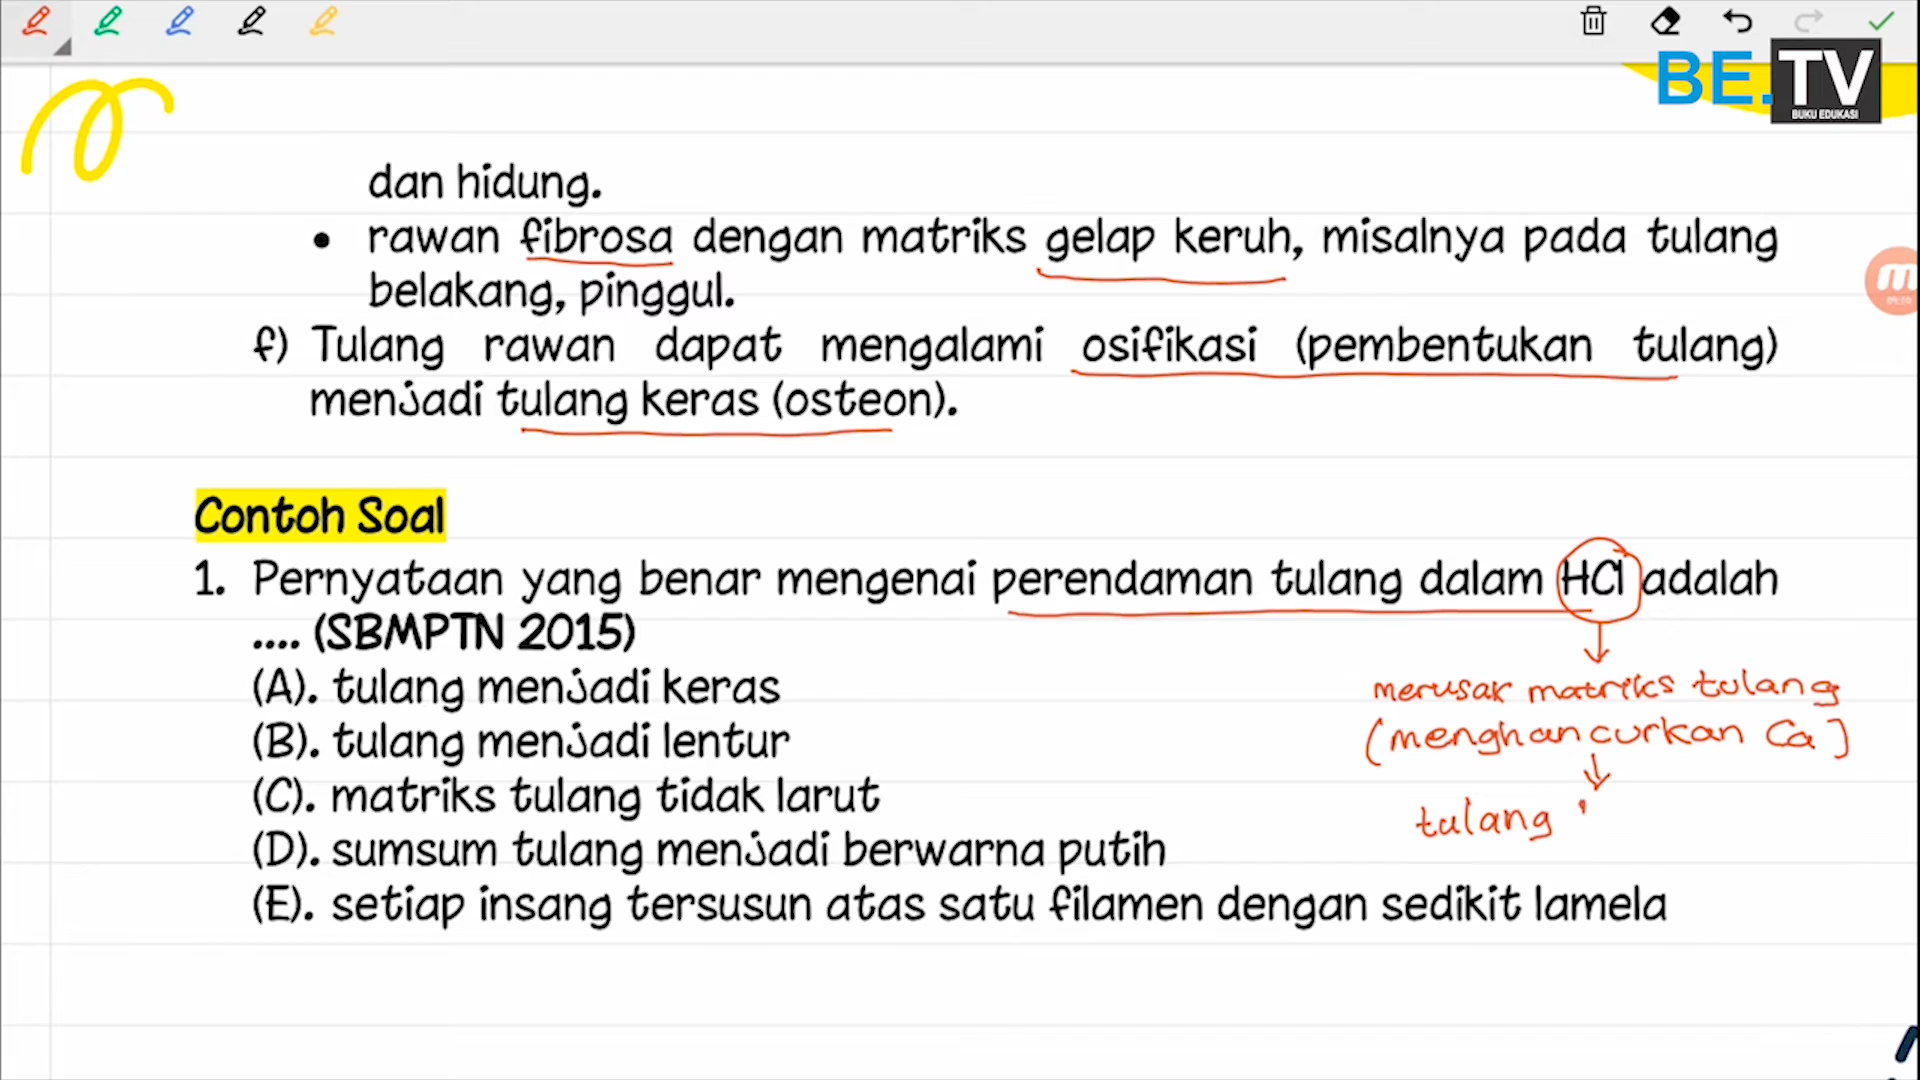 BE.TV
BUKU EDUKASI
dan hidung.
• rawan fibrosa dengan matriks gelap keruh, misalnya pada tulang
belakang, pinggul.
f) Tulang rawan dapat mengalami osifikasi (pembentukan tulang)
menjadi tulang keras (osteon).
Contoh Soal
1. Pernyataan yang benar mengenai perendaman tulang dalam HCl adalah
.... (SBMPTN 2015)
(A). tulang menjadi keras
merusak matriks tulang
(B). tulang menjadi lentur
(menghancurkan Ca)
(C). matriks tulang tidak larut
tulang
(D). sumsum tulang menjadi berwarna putih
(E). setiap insang tersusun atas satu filamen dengan sedikit lamela